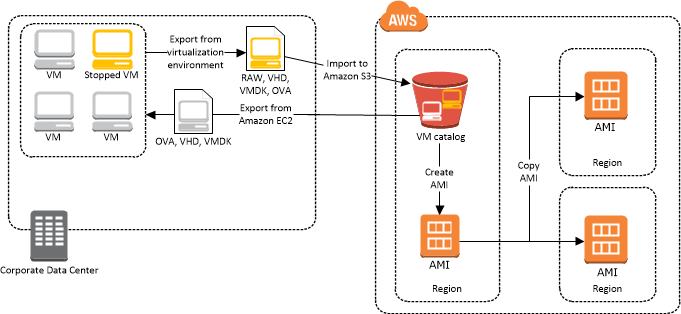 AWS
Export from
virtualization
environment
VM
Stopped VM
RAW, VHD,
VMDK, OVA
Import to
Amazon S3
VM
VM
OVA, VHD, VMDK
Export from
Amazon EC2
VM catalog
Create
AMI
AMI
Region
Copy
AMI
AMI
Region
AMI
Region
Corporate Data Center